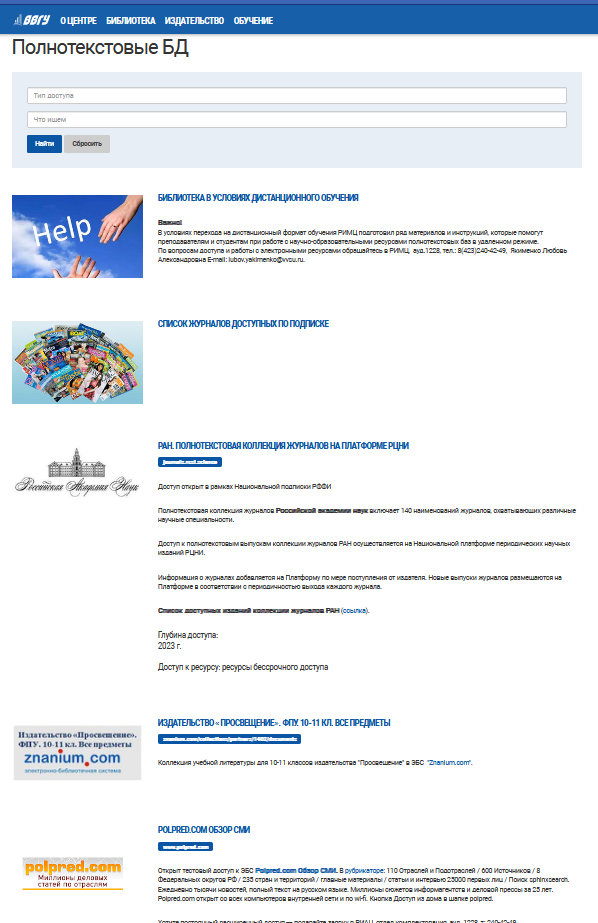 ВВГУ О ЦЕНТРЕ БИБЛИОТЕКА ИЗДАТЕЛЬСТВО ОБУЧЕНИЕ
Полнотекстовые БД
Тип доступа
Что ищем
Найти Сбросить
Help
БИБЛИОТЕКА В УСЛОВИЯХ ДИСТАНЦИОННОГО ОБУЧЕНИЯ
Важно!
В условиях перехода на дистанционный формат обучения РИМЦ подготовил ряд материалов и инструкций, которые помогут
преподавателям и студентам при работе с научно-образовательными ресурсами полнотекстовых баз в удаленном режиме.
По вопросам доступа и работы с электронными ресурсами обращайтесь в РИМЦ, ауд.1228, тел.: 8(423)240-42-49, Якименко Любовь
Александровна E-mail: lubov.yakimenko@vvsu.ru.
СПИСОК ЖУРНАЛОВ ДОСТУПНЫХ ПО ПОДПИСКЕ
Российская Академия Наук
РАН. ПОЛНОТЕКСТОВАЯ КОЛЛЕКЦИЯ ЖУРНАЛОВ НА ПЛАТФОРМЕ РЦНИ
journals.rcsi.science
Доступ открыт в рамках Национальной подписки РФФИ
Полнотекстовая коллекция журналов Российской академии наук включает 140 наименований журналов, охватывающих различные
научные специальности.
Доступ к полнотекстовым выпускам коллекции журналов РАН осуществляется на Национальной платформе периодических научных
изданий РЦНИ.
Информация о журналах добавляется на Платформу по мере поступления от издателя. Новые выпуски журналов размещаются на
Платформе в соответствии с периодичностью выхода каждого журнала.
Список доступных изданий коллекции журналов РАН (ссылка).
Глубина доступа:
2023 г.
Доступ к ресурсу: ресурсы бессрочного доступа
Издательство «Просвещение».
ФПУ. 10-11 кл. Все предметы
znanium.com
электронно-библиотечная система
ИЗДАТЕЛЬСТВО « ПРОСВЕЩЕНИЕ». ФПУ. 10-11 КЛ. ВСЕ ПРЕДМЕТЫ
Коллекция учебной литературы для 10-11 классов издательства "Просвещение" в ЭБС "Znanium.com".
polpred.com
Миллионы деловых
статей по отраслям
POLPRED.COM ОБЗОР СМИ
www.polpred.com
Открыт тестовый доступ к ЭБС Polpred.com Обзор СМИ. В рубрикаторе: 110 Отраслей и Подотраслей / 600 Источников / 8
Федеральных округов РФ / 235 стран и территорий / главные материалы / статьи и интервью 25000 первых лиц / Поиск sphinxsearch.
Ежедневно тысячи новостей, полный текст на русском языке. Миллионы сюжетов информагентств и деловой прессы за 25 лет.
Polpred.com открыт со всех компьютеров внутренней сети и по wi-fi. Кнопка Доступ из дома в шапке polpred.